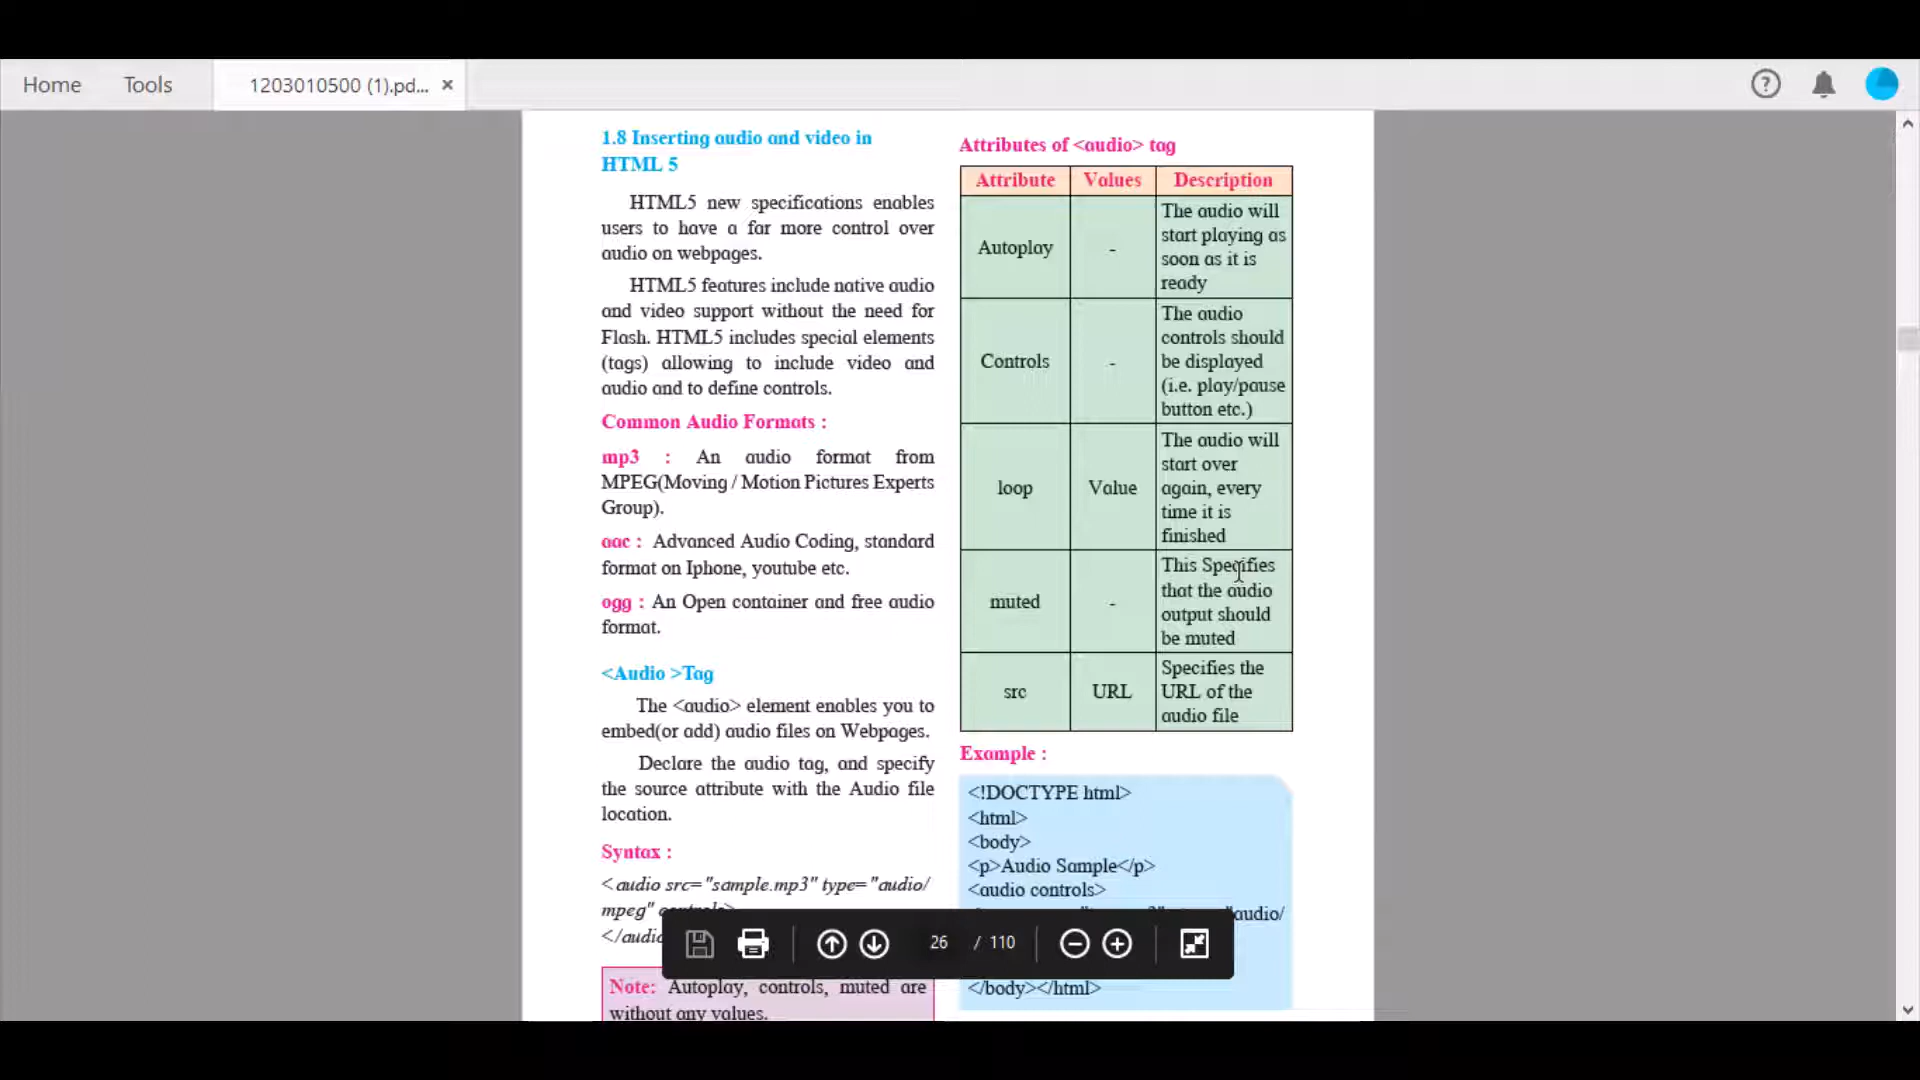 Home
Tools
1203010500 (1).pd...
1.8 Inserting audio and video in
HTML 5
HTML5 new specifications enables
users to have a far more control over
audio on webpages.
HTML5 features include native audio
and video support without the need for
Flash. HTML5 includes special elements
(tags) allowing to include video and
audio and to define controls.
Common Audio Formats :
mp3 : An audio format from
MPEG(Moving / Motion Pictures Experts
Group).
aac : Advanced Audio Coding, standard
format on Iphone, youtube etc.
ogg : An Open container and free audio
format.
<Audio >Tag
The <audio> element enables you to
embed(or add) audio files on Webpages.
Declare the audio tag, and specify
the source attribute with the Audio file
location.
Syntax :
<audio src="sample.mp3" type="audio/
mpeg" controls>
</audio
Note: Autoplay, controls, muted are
without any values.
Attributes of <audio> tag
Attribute Values Description
Autoplay - The audio will
start playing as
soon as it is
ready
Controls - The audio
controls should
be displayed
(i.e. play/pause
button etc.)
loop Value The audio will
start over
again, every
time it is
finished
muted - This Specifies
that the audio
output should
be muted
src URL Specifies the
URL of the
audio file
Example :
<!DOCTYPE html>
<html>
<body>
<p>Audio Sample</p>
<audio controls>
"audio/
</body></html>
26 / 110